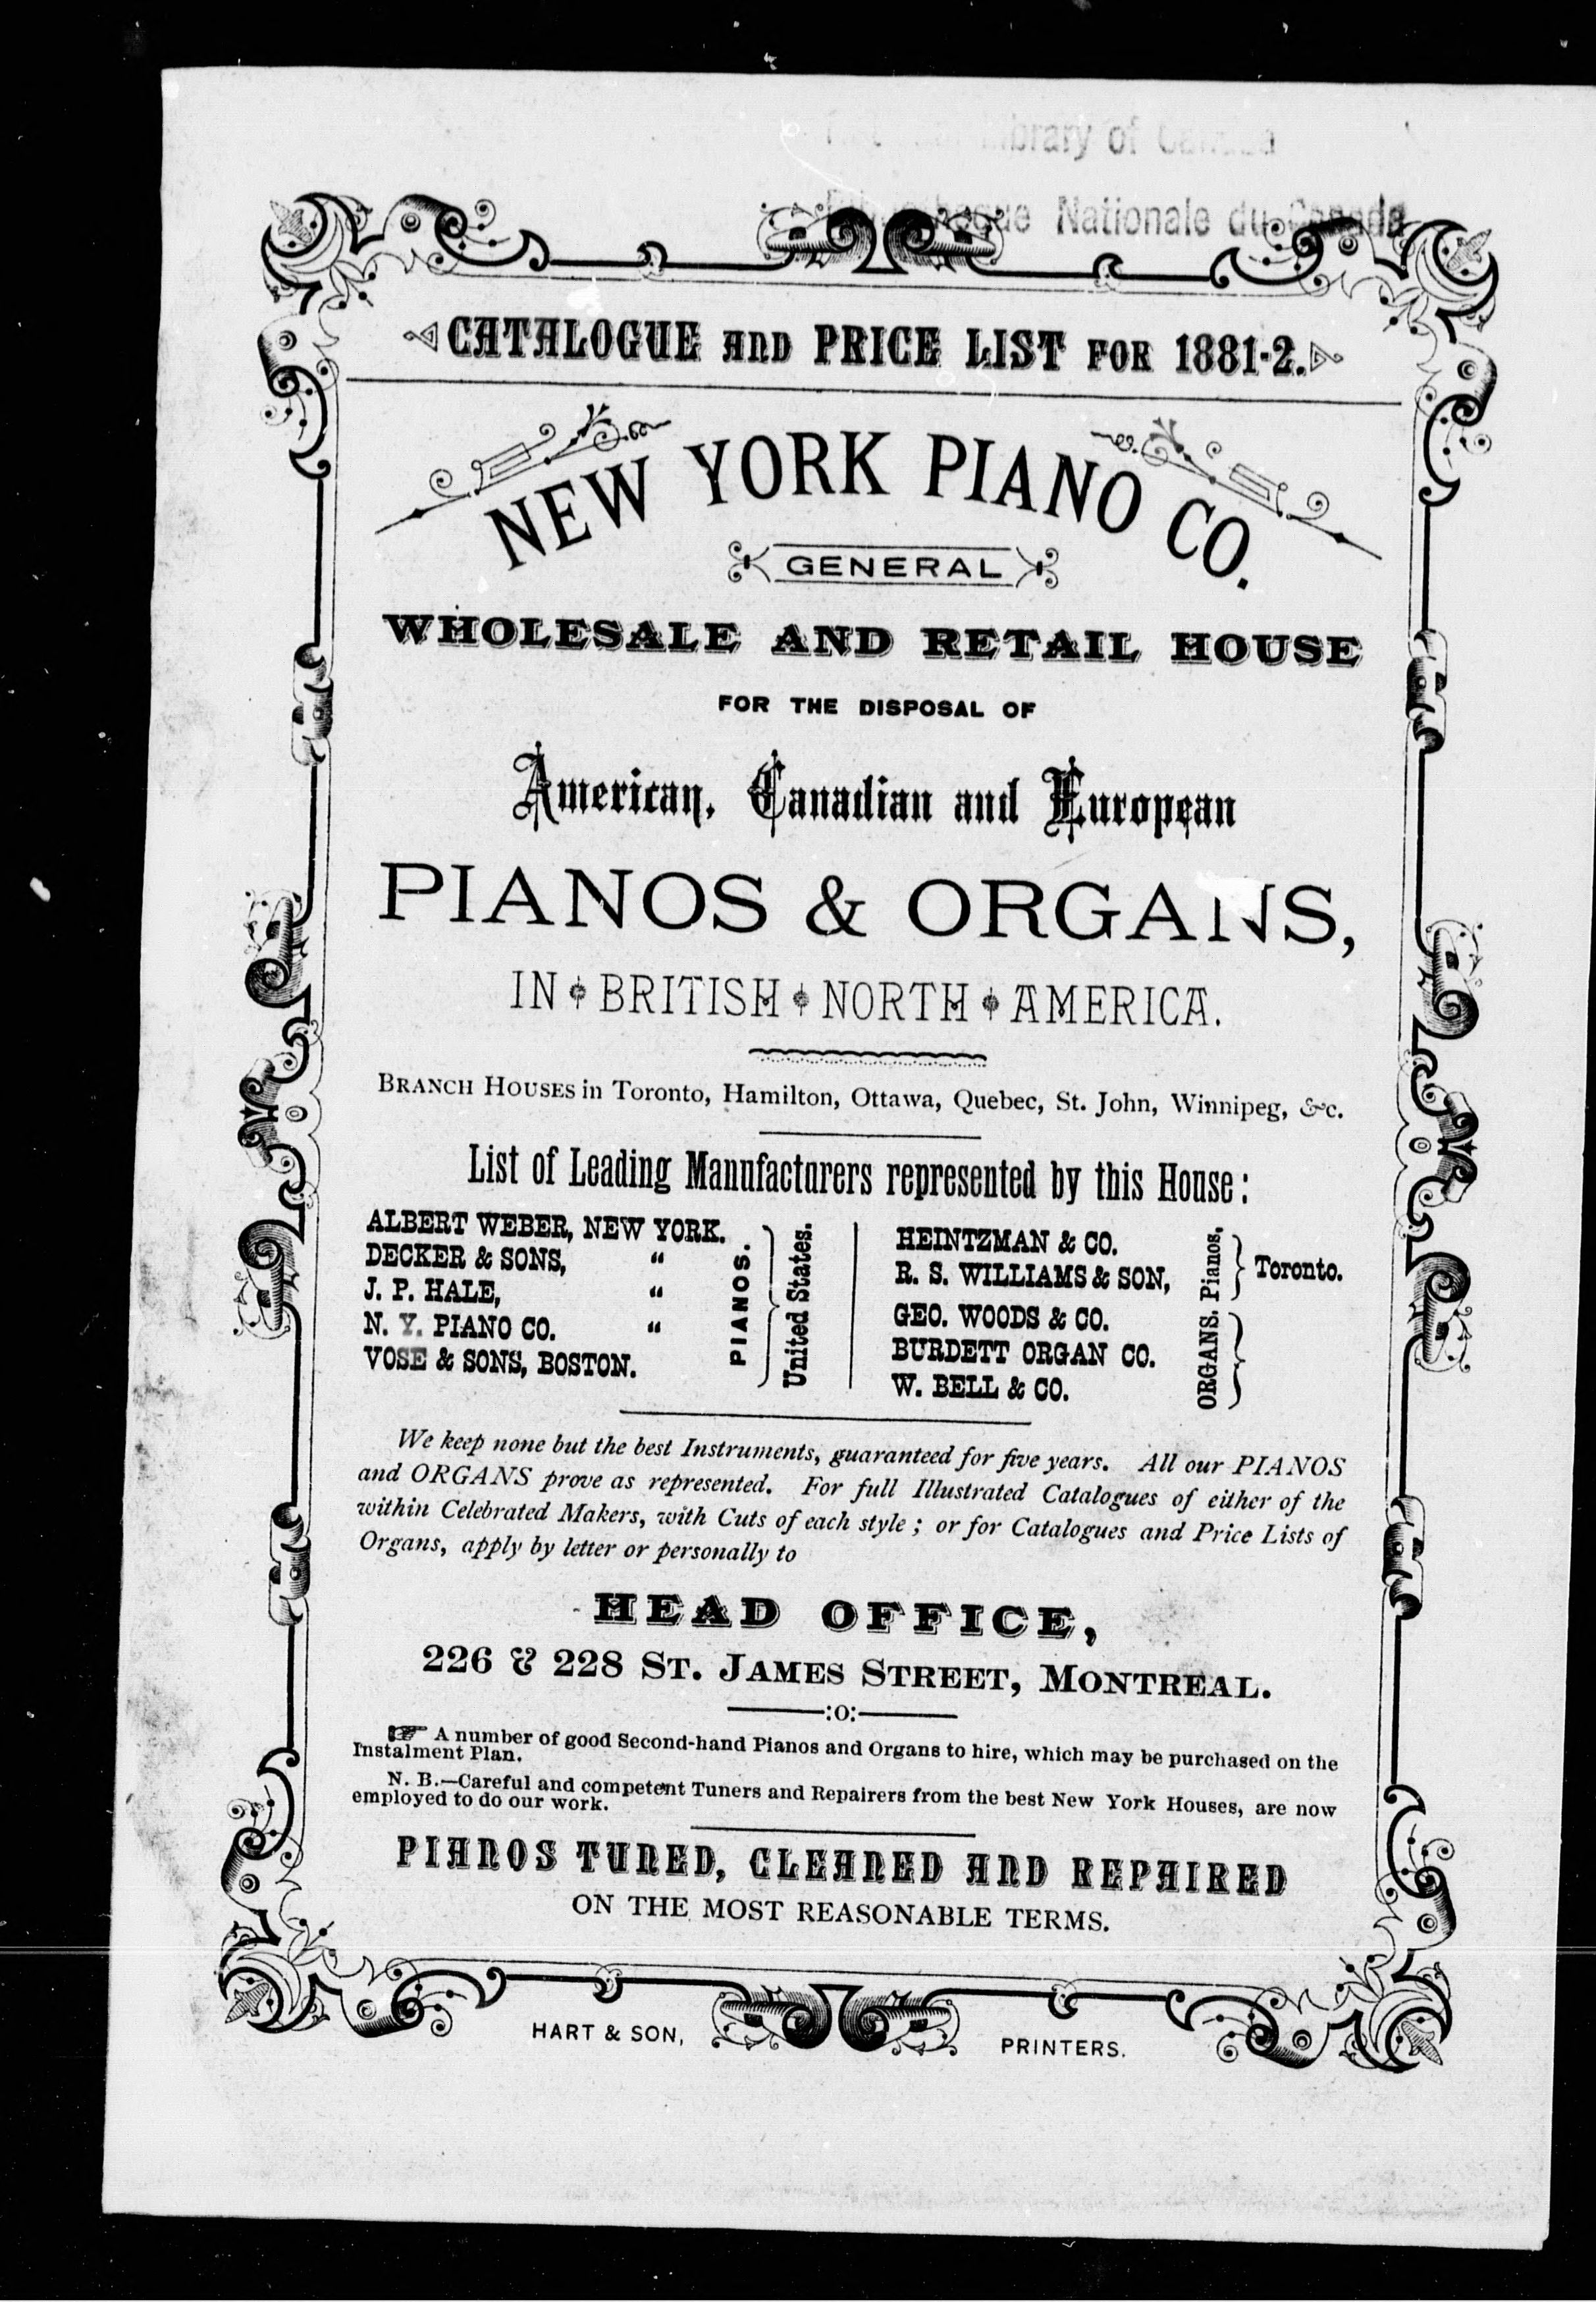 Library of Canada
Nationale du Canada
CATALOGUE AND PRICE LIST FOR 1881-2.
NEW YORK PIANO CO.
GENERAL
WHOLESALE AND RETAIL HOUSE
FOR THE DISPOSAL OF
American, Canadian and European
PIANOS & ORGANS,
IN BRITISH NORTH AMERICA.
BRANCH HOUSES in Toronto, Hamilton, Ottawa, Quebec, St. John, Winnipeg, &c.
List of Leading Manufacturers represented by this House:
ALBERT WEBER, NEW YORK.
DECKER & SONS, "
J. P. HALE, "
N. Y. PIANO CO. "
VOSE & SONS, BOSTON.
PIANOS.
United States.
HEINTZMAN & CO.
R. S. WILLIAMS & SON,
Pianos,
Toronto.
GEO. WOODS & CO.
BURDETT ORGAN CO.
W. BELL & CO.
ORGANS.
We keep none but the best Instruments, guaranteed for five years. All our PIANOS
and ORGANS prove as represented. For full Illustrated Catalogues of either of the
within Celebrated Makers, with Cuts of each style; or for Catalogues and Price Lists of
Organs, apply by letter or personally to
HEAD OFFICE,
226 & 228 ST. JAMES STREET, MONTREAL.
:o:
☞ A number of good Second-hand Pianos and Organs to hire, which may be purchased on the
Instalment Plan.
N. B.—Careful and competent Tuners and Repairers from the best New York Houses, are now
employed to do our work.
PIANOS TUNED, CLEANED AND REPAIRED
ON THE MOST REASONABLE TERMS.
HART & SON, PRINTERS.